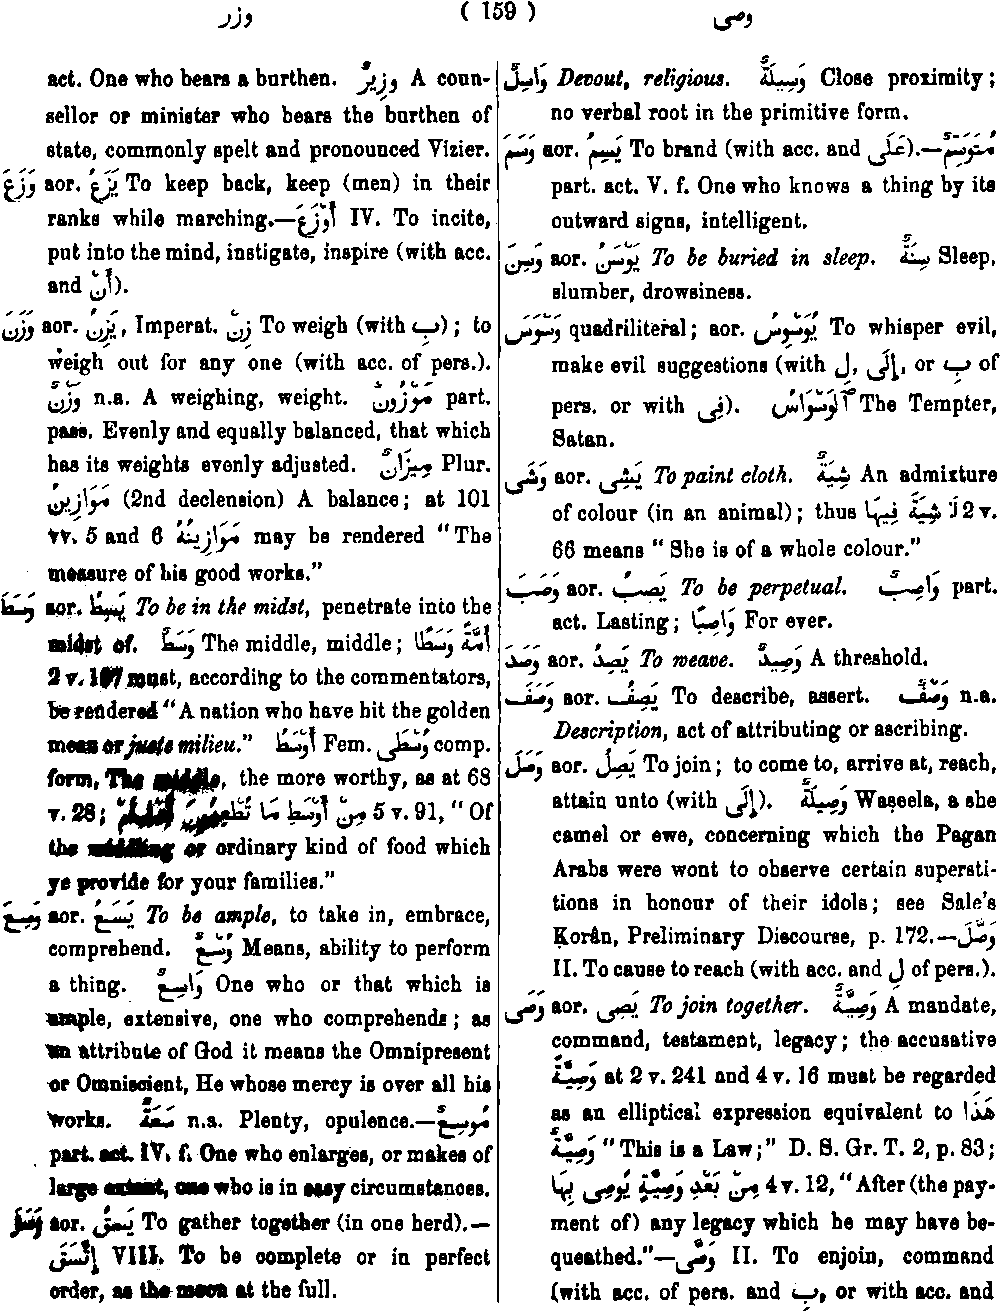 وزر ( 159 ) وصى
act. One who bears a burthen. وَزِيرٌ A coun-
sellor or minister who bears the burthen of
state, commonly spelt and pronounced Vizier.
وَزَعَ aor. يَزَعُ To keep back, keep (men) in their
ranks while marching.—أَوْزَعَ IV. To incite,
put into the mind, instigate, inspire (with acc.
and أَنْ).
وَزَنَ aor. يَزِنُ, Imperat. زِنْ To weigh (with بِ); to
weigh out for any one (with acc. of pers.).
وَزْنٌ n.a. A weighing, weight. مَوْزُونٌ part.
pass. Evenly and equally balanced, that which
has its weights evenly adjusted. مِيزَانٌ Plur.
مَوَازِينُ (2nd declension) A balance; at 101
vv. 5 and 6 مَوَازِينُهُ may be rendered "The
measure of his good works."
وَسَطَ aor. يَسِطُ To be in the midst, penetrate into the
midst of. وَسَطٌ The middle, middle; أُمَّةً وَسَطًا
2 v. 137 must, according to the commentators,
be rendered "A nation who have hit the golden
mean or juste milieu." أَوْسَطُ Fem. وُسْطَى comp.
form, The middle, the more worthy, as at 68
v. 28; مِنْ أَوْسَطِ مَا تُطْعِمُونَ أَهْلِيكُمْ 5 v. 91, "Of
the middling or ordinary kind of food which
ye provide for your families."
وَسِعَ aor. يَسَعُ To be ample, to take in, embrace,
comprehend. وُسْعٌ Means, ability to perform
a thing. وَاسِعٌ One who or that which is
ample, extensive, one who comprehends; as
an attribute of God it means the Omnipresent
or Omniscient, He whose mercy is over all his
works. سَعَةٌ n.a. Plenty, opulence.—مُوسِعٌ
part. act. IV. f. One who enlarges, or makes of
large extent, one who is in easy circumstances.
وَسَقَ aor. يَسِقُ To gather together (in one herd).—
إِتَّسَقَ VIII. To be complete or in perfect
order, as the moon at the full.
وَاسِلٌ Devout, religious. وَسِيلَةٌ Close proximity;
no verbal root in the primitive form.
وَسَمَ aor. يَسِمُ To brand (with acc. and عَلَى).—مُتَوَسِّمٌ
part. act. V. f. One who knows a thing by its
outward signs, intelligent.
وَسِنَ aor. يَوْسَنُ To be buried in sleep. سِنَةٌ Sleep,
slumber, drowsiness.
وَسْوَسَ quadriliteral; aor. يُوَسْوِسُ To whisper evil,
make evil suggestions (with لِ, إِلَى, or بِ of
pers. or with فِي). أَلْوَسْوَاسُ The Tempter,
Satan.
وَشَى aor. يَشِى To paint cloth. شِيَةٌ An admixture
of colour (in an animal); thus لَا شِيَةَ فِيهَا 2 v.
66 means "She is of a whole colour."
وَصَبَ aor. يَصِبُ To be perpetual. وَاصِبٌ part.
act. Lasting; وَاصِبًا For ever.
وَصَدَ aor. يَصِدُ To weave. وَصِيدٌ A threshold.
وَصَفَ aor. يَصِفُ To describe, assert. وَصْفٌ n.a.
Description, act of attributing or ascribing.
وَصَلَ aor. يَصِلُ To join; to come to, arrive at, reach,
attain unto (with إِلَى). وَصِيلَةٌ Waṣeela, a she
camel or ewe, concerning which the Pagan
Arabs were wont to observe certain supersti-
tions in honour of their idols; see Sale's
Ḳorân, Preliminary Discourse, p. 172.—وَصَّلَ
II. To cause to reach (with acc. and لِ of pers.).
وَصَى aor. يَصِى To join together. وَصِيَّةٌ A mandate,
command, testament, legacy; the accusative
وَصِيَّةً at 2 v. 241 and 4 v. 16 must be regarded
as an elliptical expression equivalent to هَذَا
وَصِيَّةٌ "This is a Law;" D. S. Gr. T. 2, p. 83;
مِنْ بَعْدِ وَصِيَّةٍ يُوصِى بِهَا 4 v. 12, "After (the pay-
ment of) any legacy which he may have be-
queathed."—وَصَّى II. To enjoin, command
(with acc. of pers. and بِ, or with acc. and